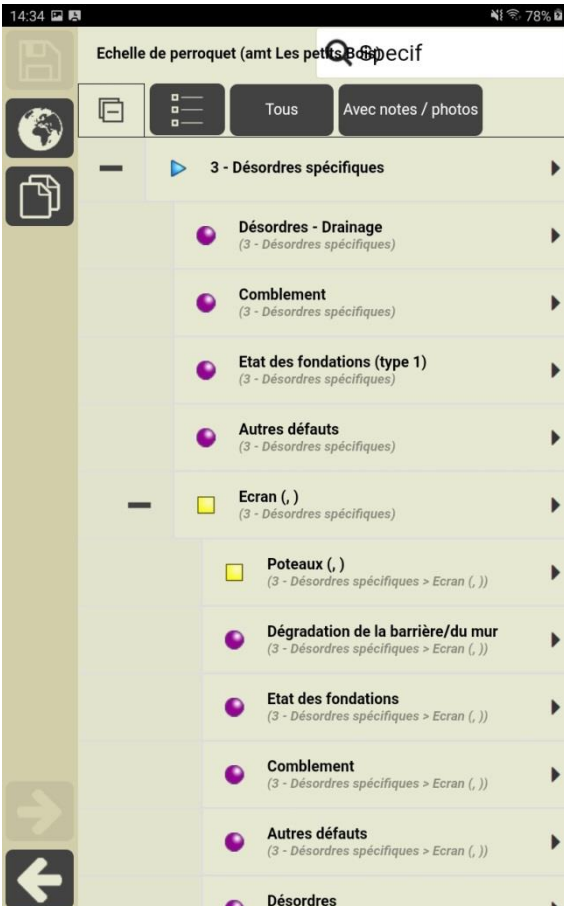 14:34 78%
Echelle de perroquet (amt Les petits Bois) Specif
Tous Avec notes / photos
3 - Désordres spécifiques
Désordres - Drainage
(3 - Désordres spécifiques)
Comblement
(3 - Désordres spécifiques)
Etat des fondations (type 1)
(3 - Désordres spécifiques)
Autres défauts
(3 - Désordres spécifiques)
Ecran (, )
(3 - Désordres spécifiques)
Poteaux (, )
(3 - Désordres spécifiques > Ecran (, ))
Dégradation de la barrière/du mur
(3 - Désordres spécifiques > Ecran (, ))
Etat des fondations
(3 - Désordres spécifiques > Ecran (, ))
Comblement
(3 - Désordres spécifiques > Ecran (, ))
Autres défauts
(3 - Désordres spécifiques > Ecran (, ))
Désordres